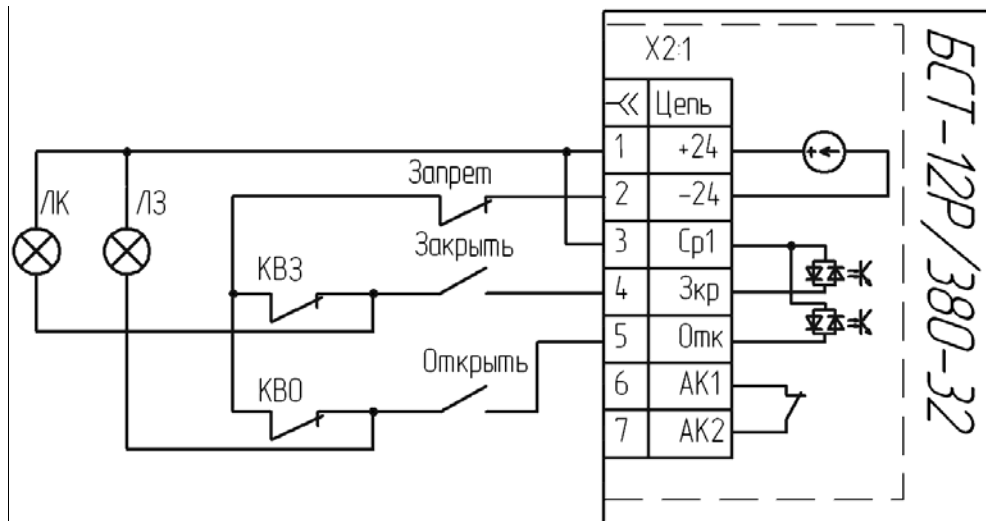 X2:1
Цепь
1 +24
2 -24
3 Ср1
4 Зкр
5 Отк
6 АК1
7 АК2
ЛК
ЛЗ
Запрет
КВЗ
Закрыть
КВО
Открыть
БСТ-12Р/380-32